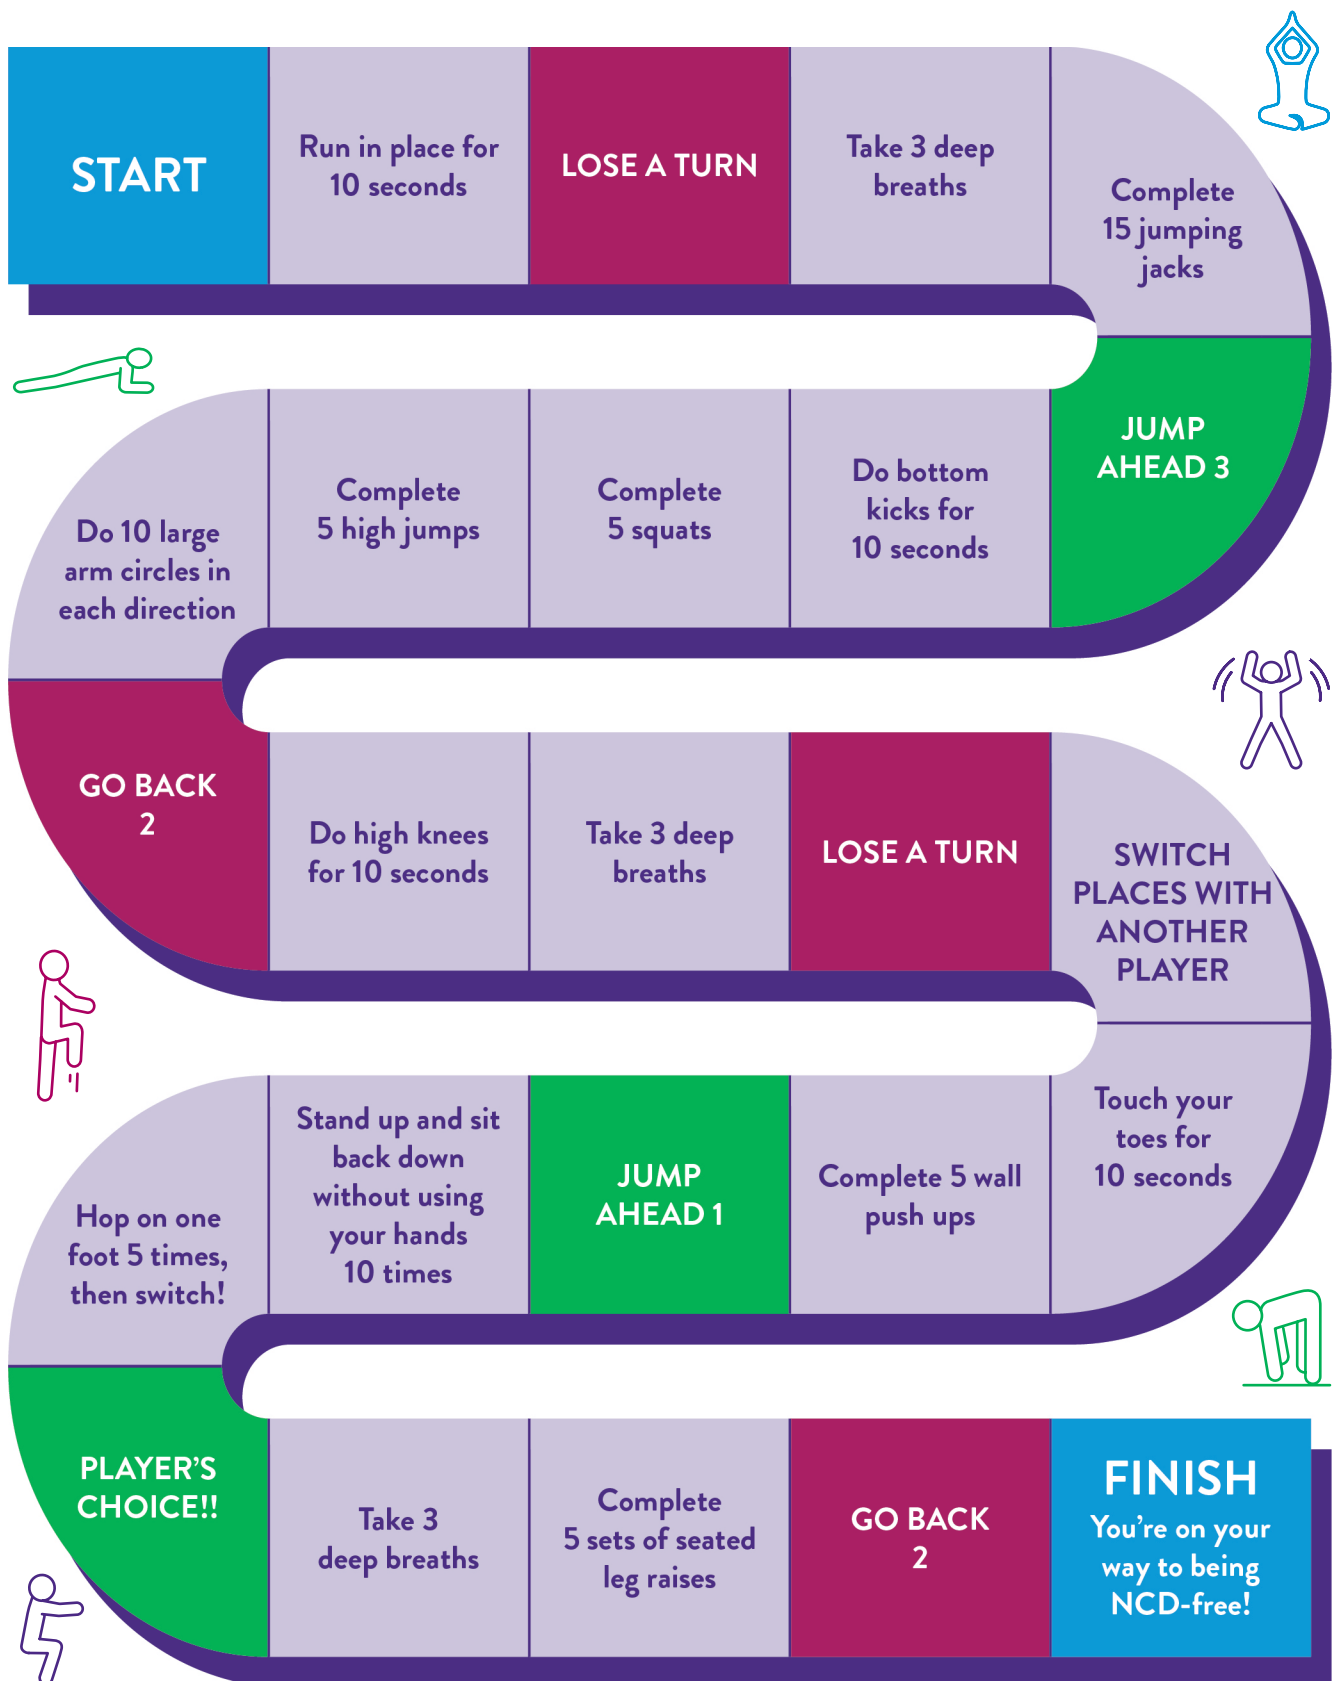 START
Run in place for
10 seconds
LOSE A TURN
Take 3 deep
breaths
Complete
15 jumping
jacks
JUMP
AHEAD 3
Do bottom
kicks for
10 seconds
Complete
5 squats
Complete
5 high jumps
Do 10 large
arm circles in
each direction
GO BACK
2
Do high knees
for 10 seconds
Take 3 deep
breaths
LOSE A TURN
SWITCH
PLACES WITH
ANOTHER
PLAYER
Touch your
toes for
10 seconds
Complete 5 wall
push ups
JUMP
AHEAD 1
Stand up and sit
back down
without using
your hands
10 times
Hop on one
foot 5 times,
then switch!
PLAYER’S
CHOICE!!
Take 3
deep breaths
Complete
5 sets of seated
leg raises
GO BACK
2
FINISH
You’re on your
way to being
NCD-free!